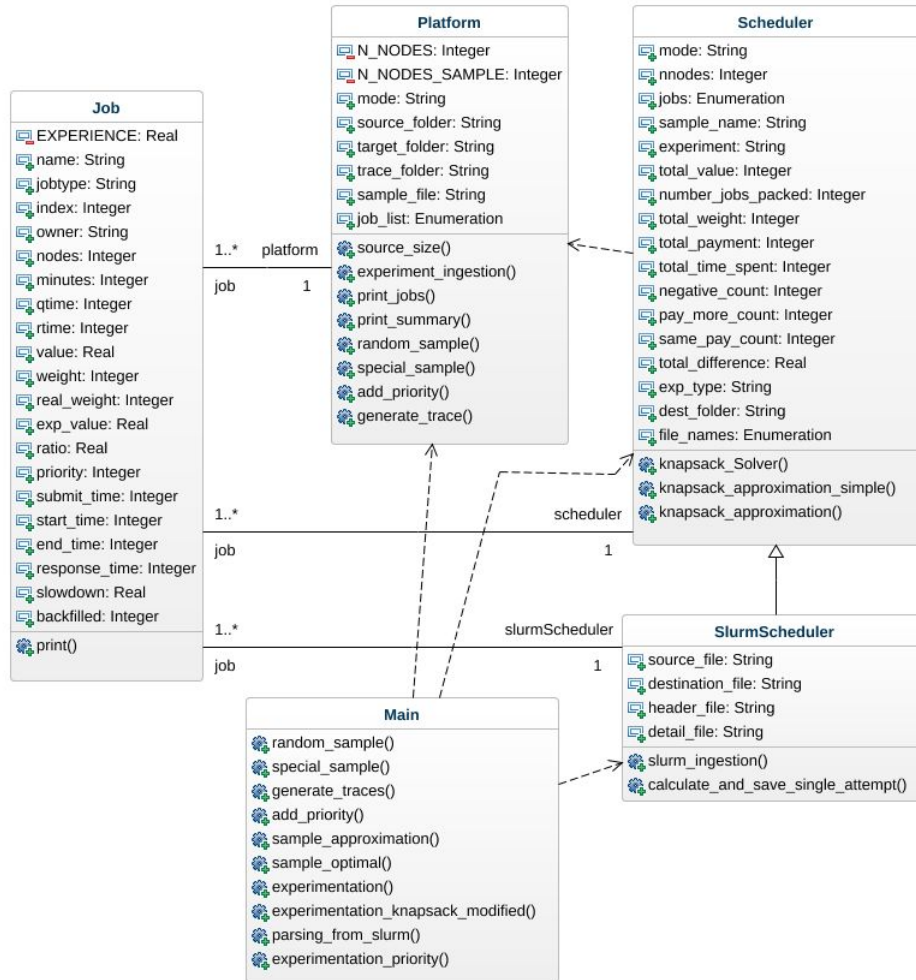 Platform
N_NODES: Integer
N_NODES_SAMPLE: Integer
mode: String
source_folder: String
target_folder: String
trace_folder: String
sample_file: String
job_list: Enumeration
source_size()
experiment_ingestion()
print_jobs()
print_summary()
random_sample()
special_sample()
add_priority()
generate_trace()
Scheduler
mode: String
nnodes: Integer
jobs: Enumeration
sample_name: String
experiment: String
total_value: Integer
number_jobs_packed: Integer
total_weight: Integer
total_payment: Integer
total_time_spent: Integer
negative_count: Integer
pay_more_count: Integer
same_pay_count: Integer
total_difference: Real
exp_type: String
dest_folder: String
file_names: Enumeration
knapsack_Solver()
knapsack_approximation_simple()
knapsack_approximation()
Job
EXPERIENCE: Real
name: String
jobtype: String
index: Integer
owner: String
nodes: Integer
minutes: Integer
qtime: Integer
rtime: Integer
value: Real
weight: Integer
real_weight: Integer
exp_value: Real
ratio: Real
priority: Integer
submit_time: Integer
start_time: Integer
end_time: Integer
response_time: Integer
slowdown: Real
backfilled: Integer
print()
1..* platform
job 1
1..* scheduler
job 1
1..* slurmScheduler
job 1
SlurmScheduler
source_file: String
destination_file: String
header_file: String
detail_file: String
slurm_ingestion()
calculate_and_save_single_attempt()
Main
random_sample()
special_sample()
generate_traces()
add_priority()
sample_approximation()
sample_optimal()
experimentation()
experimentation_knapsack_modified()
parsing_from_slurm()
experimentation_priority()